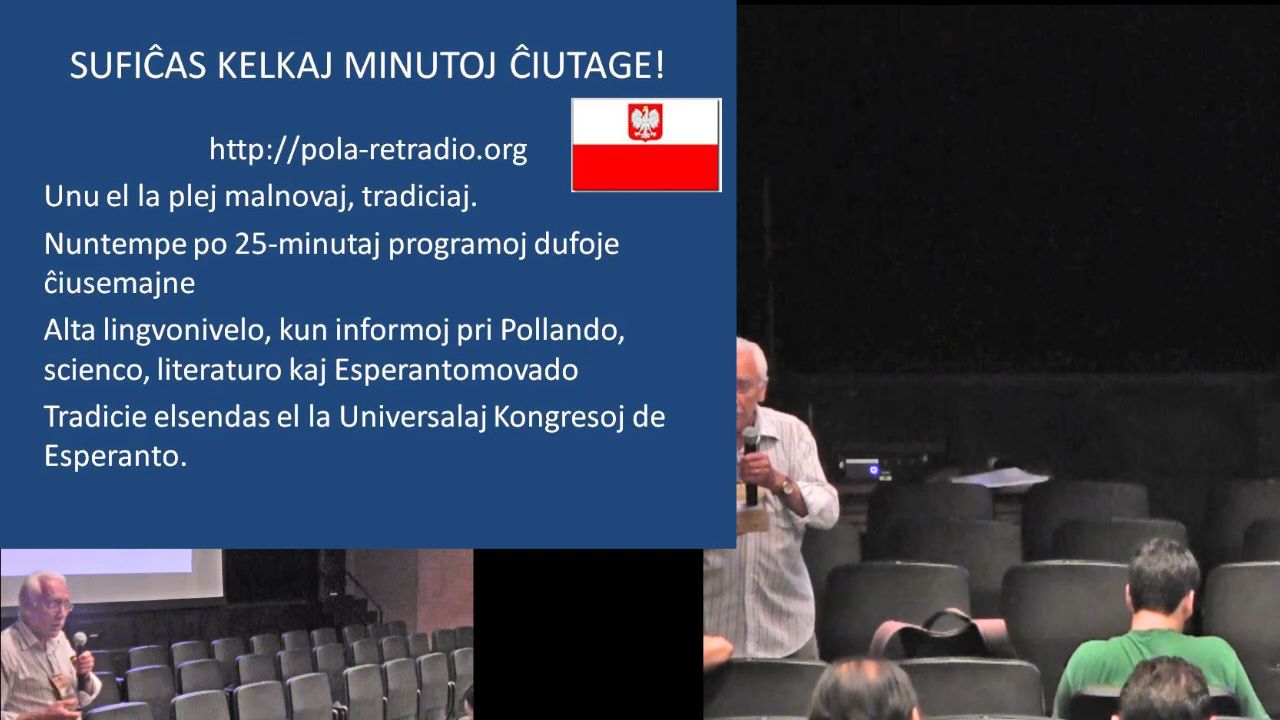 SUFIĈAS KELKAJ MINUTOJ ĈIUTAGE!
http://pola-retradio.org
Unu el la plej malnovaj, tradiciaj.
Nuntempe po 25-minutaj programoj dufoje
ĉiusemajne
Alta lingvonivelo, kun informoj pri Pollando,
scienco, literaturo kaj Esperantomovado
Tradicie elsendas el la Universalaj Kongresoj de
Esperanto.